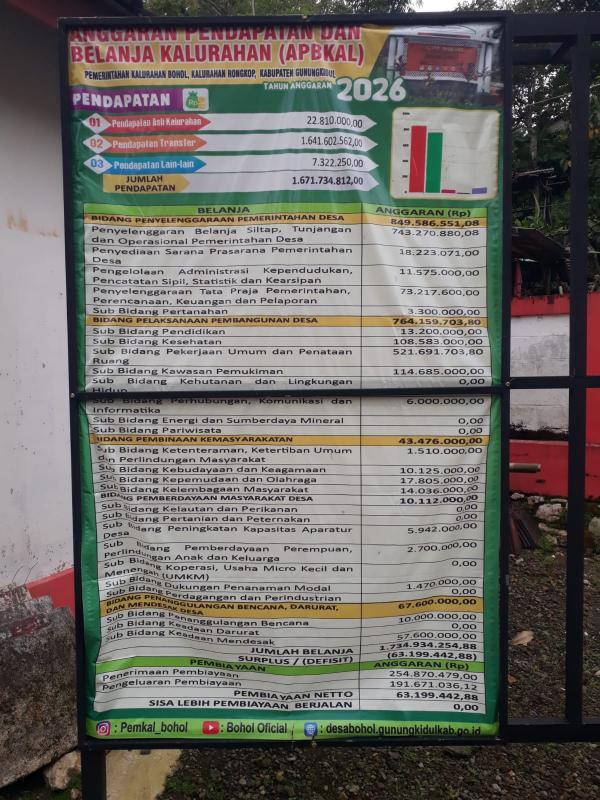 ANGGARAN PENDAPATAN DAN
BELANJA KALURAHAN (APBKAL)
PEMERINTAHAN KALURAHAN BOHOL, KALURAHAN RONGKOP, KABUPATEN GUNUNGKIDUL
TAHUN ANGGARAN 2026
PENDAPATAN
01 Pendapatan Asli Kelurahan 22.810.000,00
02 Pendapatan Transfer 1.641.602.562,00
03 Pendapatan Lain-lain 7.322.250,00
JUMLAH
PENDAPATAN 1.671.734.812,00
BELANJA ANGGARAN (Rp)
BIDANG PENYELENGGARAAN PEMERINTAHAN DESA 849.586.551,08
Penyelenggaran Belanja Siltap, Tunjangan 743.270.880,08
dan Operasional Pemerintahan Desa
Penyediaan Sarana Prasarana Pemerintahan 18.223.071,00
Desa
Pengelolaan Administrasi Kependudukan, 11.575.000,00
Pencatatan Sipil, Statistik dan Kearsipan
Penyelenggaraan Tata Praja Pemerintahan, 73.217.600,00
Perencanaan, Keuangan dan Pelaporan
Sub Bidang Pertanahan 3.300.000,00
BIDANG PELAKSANAAN PEMBANGUNAN DESA 764.159.703,80
Sub Bidang Pendidikan 13.200.000,00
Sub Bidang Kesehatan 108.583.000,00
Sub Bidang Pekerjaan Umum dan Penataan 521.691.703,80
Ruang
Sub Bidang Kawasan Pemukiman 114.685.000,00
Sub Bidang Kehutanan dan Lingkungan 0,00
Hidup
Sub Bidang Perhubungan, Komunikasi dan 6.000.000,00
Informatika
Sub Bidang Energi dan Sumberdaya Mineral 0,00
Sub Bidang Pariwisata 0,00
BIDANG PEMBINAAN KEMASYARAKATAN 43.476.000,00
Sub Bidang Ketenteraman, Ketertiban Umum 1.510.000,00
dan Perlindungan Masyarakat
Sub Bidang Kebudayaan dan Keagamaan 10.125.000,00
Sub Bidang Kepemudaan dan Olahraga 17.805.000,00
Sub Bidang Kelembagaan Masyarakat 14.036.000,00
BIDANG PEMBERDAYAAN MASYARAKAT DESA 10.112.000,00
Sub Bidang Kelautan dan Perikanan 0,00
Sub Bidang Pertanian dan Peternakan 0,00
Sub Bidang Peningkatan Kapasitas Aparatur 5.942.000,00
Desa
Sub Bidang Pemberdayaan Perempuan, 2.700.000,00
Perlindungan Anak dan Keluarga
Sub Bidang Koperasi, Usaha Micro Kecil dan 0,00
Menengah (UMKM)
Sub Bidang Dukungan Penanaman Modal 1.470.000,00
Sub Bidang Perdagangan dan Perindustrian 0,00
BIDANG PENANGGULANGAN BENCANA, DARURAT, 67.600.000,00
DAN MENDESAK DESA
Sub Bidang Penanggulangan Bencana 10.000.000,00
Sub Bidang Keadaan Darurat 0,00
Sub Bidang Keadaan Mendesak 57.600.000,00
JUMLAH BELANJA 1.734.934.254,88
SURPLUS / (DEFISIT) (63.199.442,88)
PEMBIAYAAN ANGGARAN (Rp)
Penerimaan Pembiayaan 254.870.479,00
Pengeluaran Pembiayaan 191.671.036,12
PEMBIAYAAN NETTO 63.199.442,88
SISA LEBIH PEMBIAYAAN BERJALAN 0,00
: Pemkal_bohol : Bohol Oficial : desabohol.gunungkidulkab.go.id